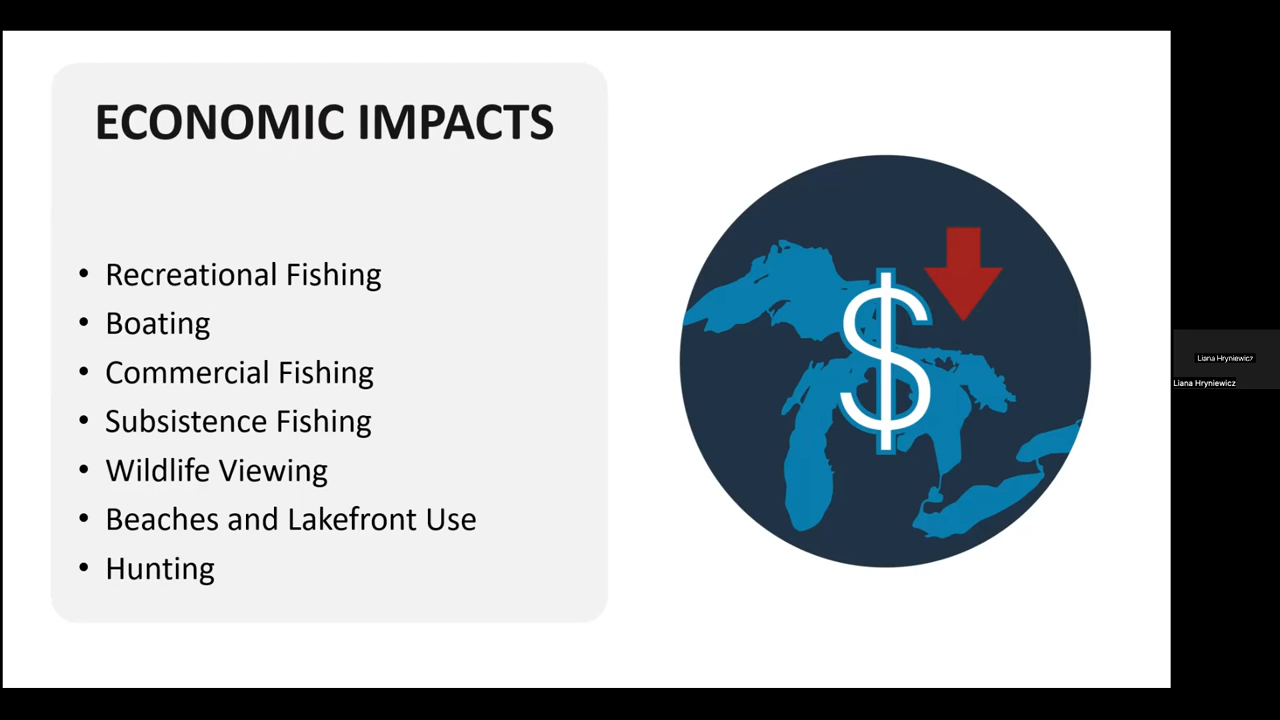 ECONOMIC IMPACTS
• Recreational Fishing
• Boating
• Commercial Fishing
• Subsistence Fishing
• Wildlife Viewing
• Beaches and Lakefront Use
• Hunting
$
Liana Hryniewicz
Liana Hryniewicz